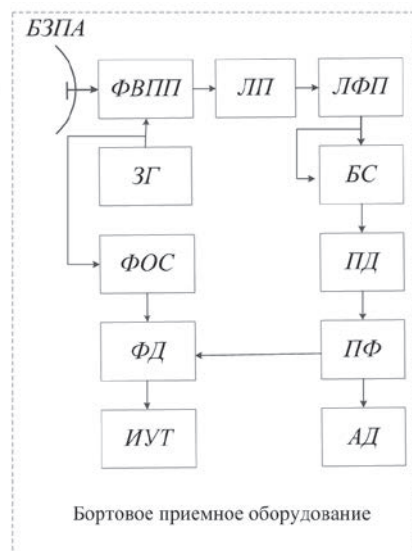 БЗПА
ФВПП
ЛП
ЛФП
ЗГ
БС
ФОС
ПД
ФД
ПФ
ИУТ
АД
Бортовое приемное оборудование